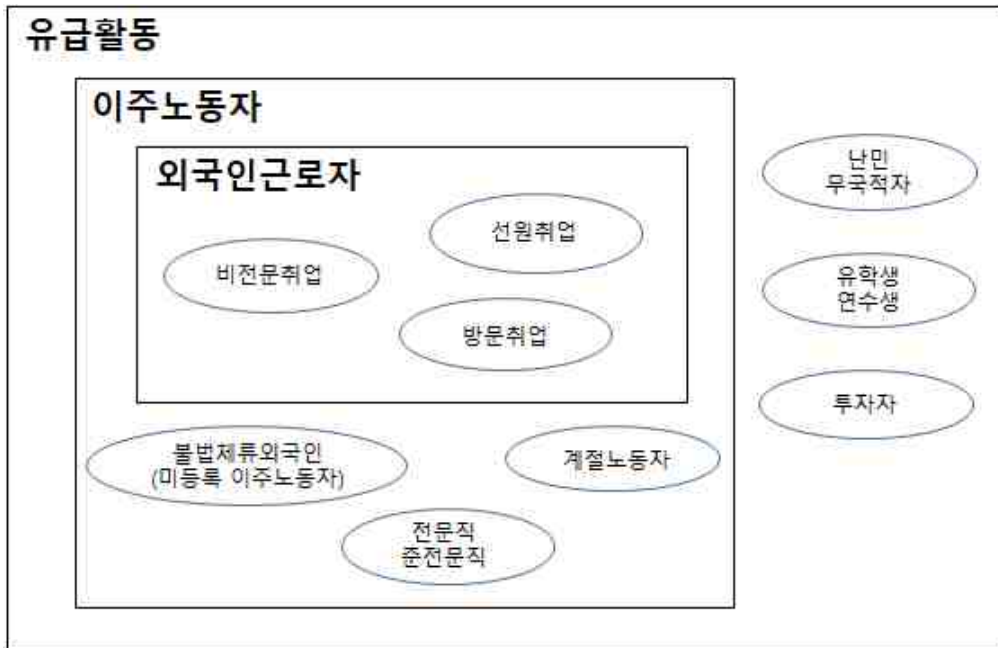 유급활동
이주노동자
외국인근로자
비전문취업
선원취업
방문취업
불법체류외국인
(미등록 이주노동자)
계절노동자
전문직
준전문직
난민
무국적자
유학생
연수생
투자자